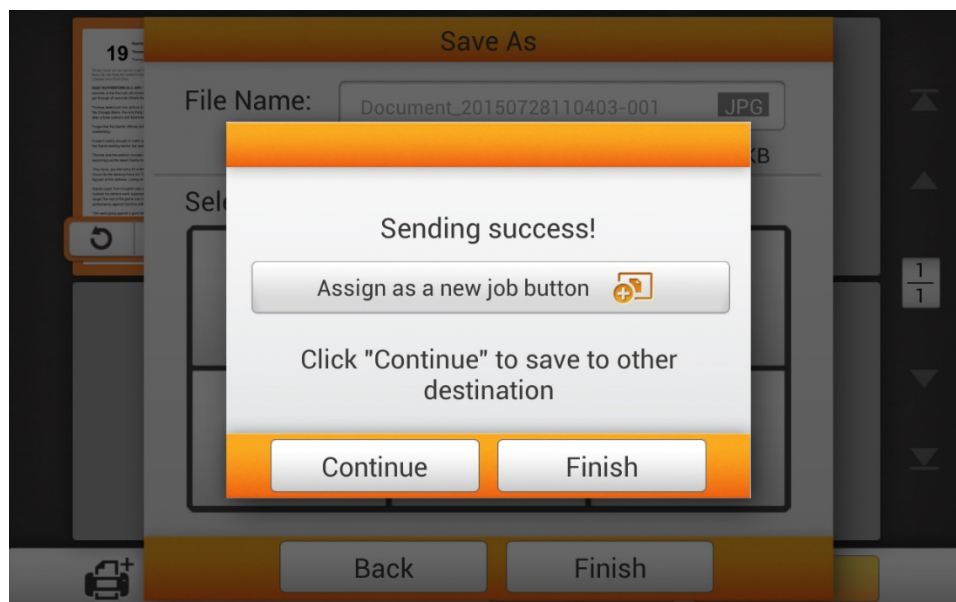 19
Save As
File Name:
Document_20150728110403-001
JPG
KB
Sele
Sending success!
Assign as a new job button
Click "Continue" to save to other
destination
Continue
Finish
1
1
Back
Finish